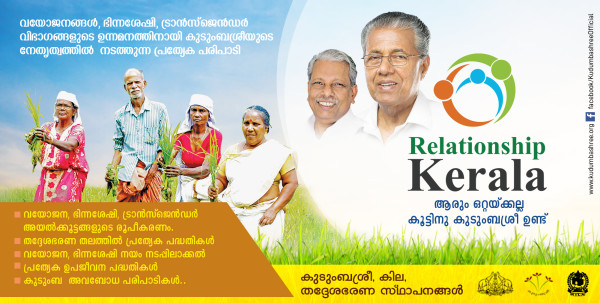 വയോജനങ്ങൾ, ഭിന്നശേഷി, ട്രാൻസ്ജെൻഡർ
വിഭാഗങ്ങളുടെ ഉന്നമനത്തിനായി കുടുംബശ്രീയുടെ
നേതൃത്വത്തിൽ നടത്തുന്ന പ്രത്യേക പരിപാടി
Relationship
Kerala
ആരും ഒറ്റയ്ക്കല്ല
കൂട്ടിനു കുടുംബശ്രീ ഉണ്ട്
വയോജന, ഭിന്നശേഷി, ട്രാൻസ്ജെൻഡർ
അയൽക്കൂട്ടങ്ങളുടെ രൂപീകരണം.
തദ്ദേശഭരണ തലത്തിൽ പ്രത്യേക പദ്ധതികൾ
വയോജന, ഭിന്നശേഷി നയം നടപ്പിലാക്കൽ
പ്രത്യേക ഉപജീവന പദ്ധതികൾ
കുടുംബ അവബോധ പരിപാടികൾ..
കുടുംബശ്രീ, കില,
തദ്ദേശഭരണ സ്ഥാപനങ്ങൾ
www.kudumbashree.org facebook/KudumbashreeOfficial